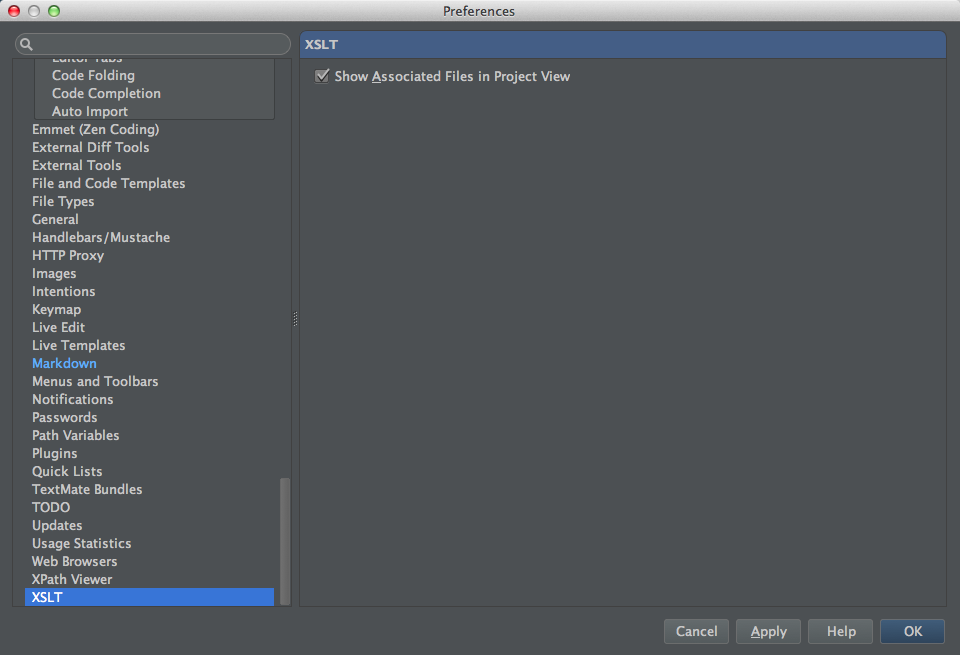 Preferences
XSLT
Show Associated Files in Project View
Editor Tabs
Code Folding
Code Completion
Auto Import
Emmet (Zen Coding)
External Diff Tools
External Tools
File and Code Templates
File Types
General
Handlebars/Mustache
HTTP Proxy
Images
Intentions
Keymap
Live Edit
Live Templates
Markdown
Menus and Toolbars
Notifications
Passwords
Path Variables
Plugins
Quick Lists
TextMate Bundles
TODO
Updates
Usage Statistics
Web Browsers
XPath Viewer
XSLT
Cancel Apply Help OK